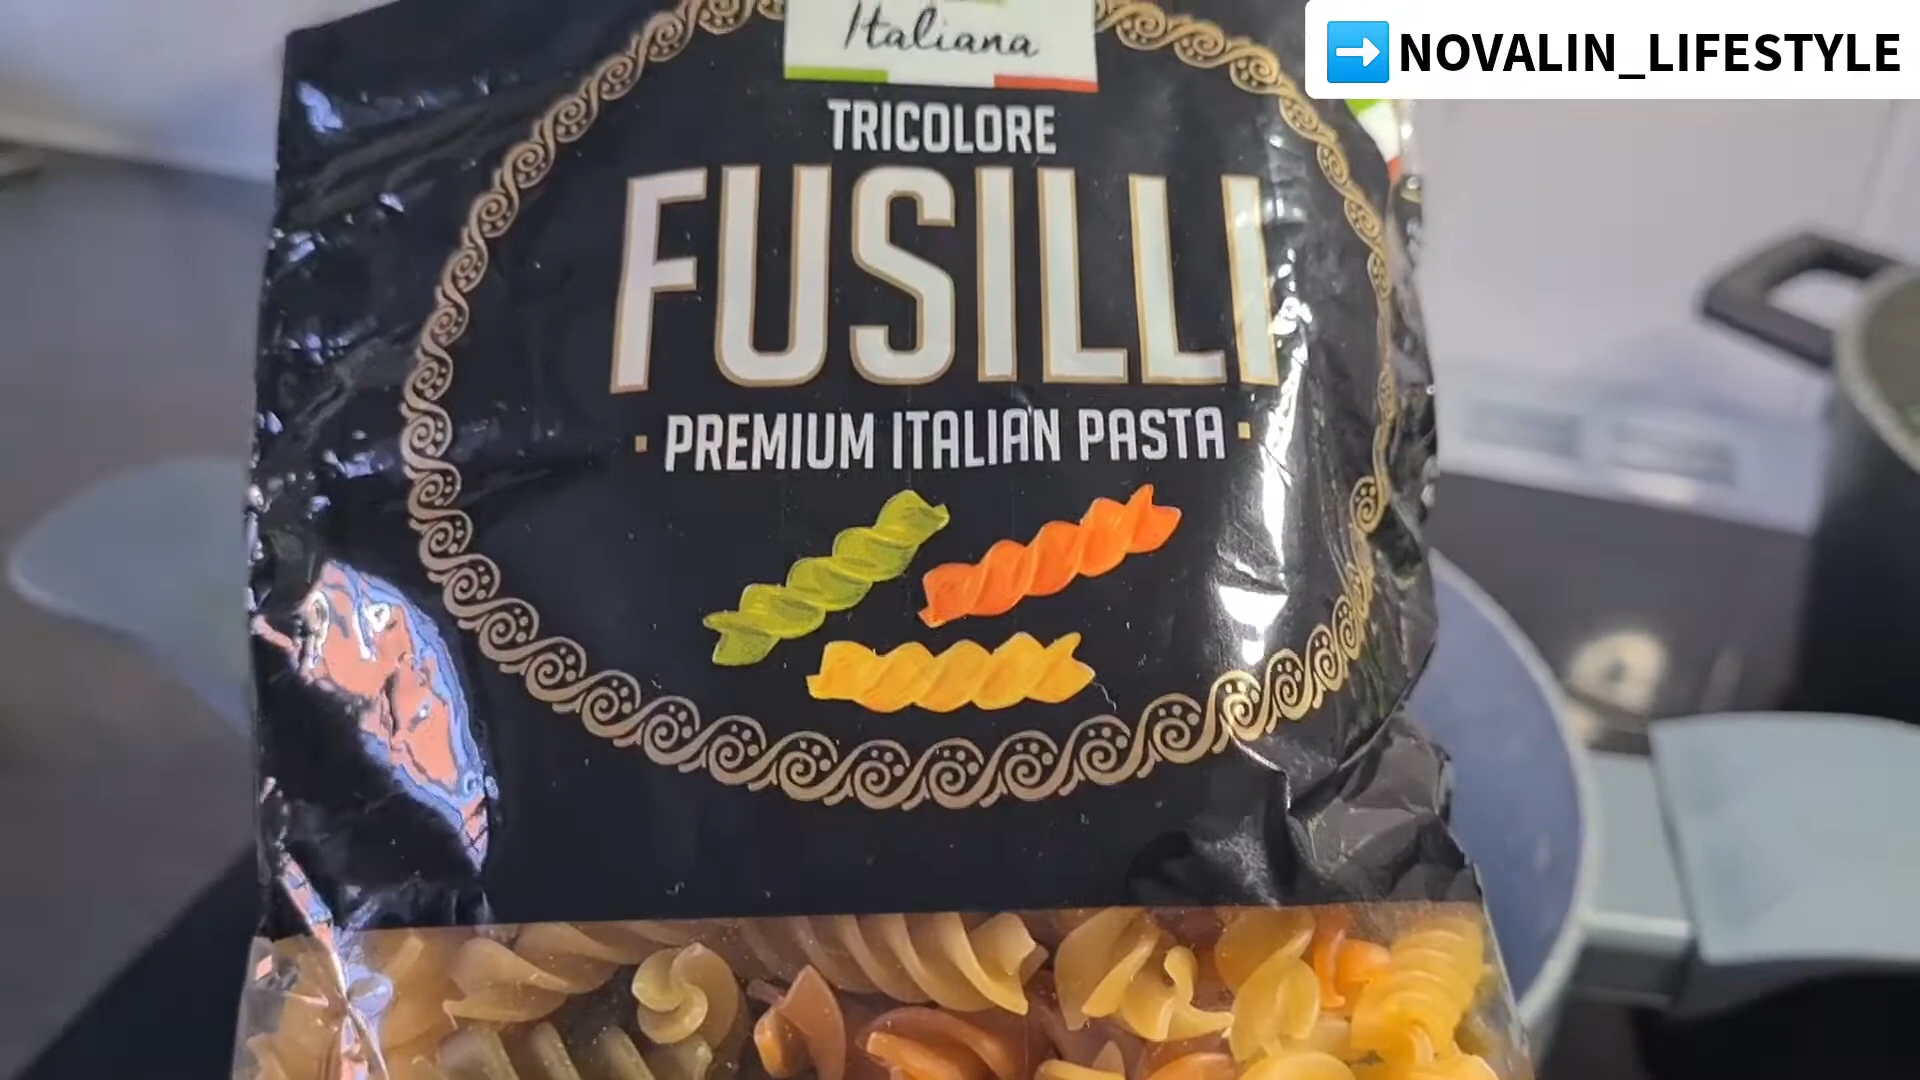 ➡️NOVALIN_LIFESTYLE
Italiana
TRICOLORE
FUSILLI
· PREMIUM ITALIAN PASTA ·